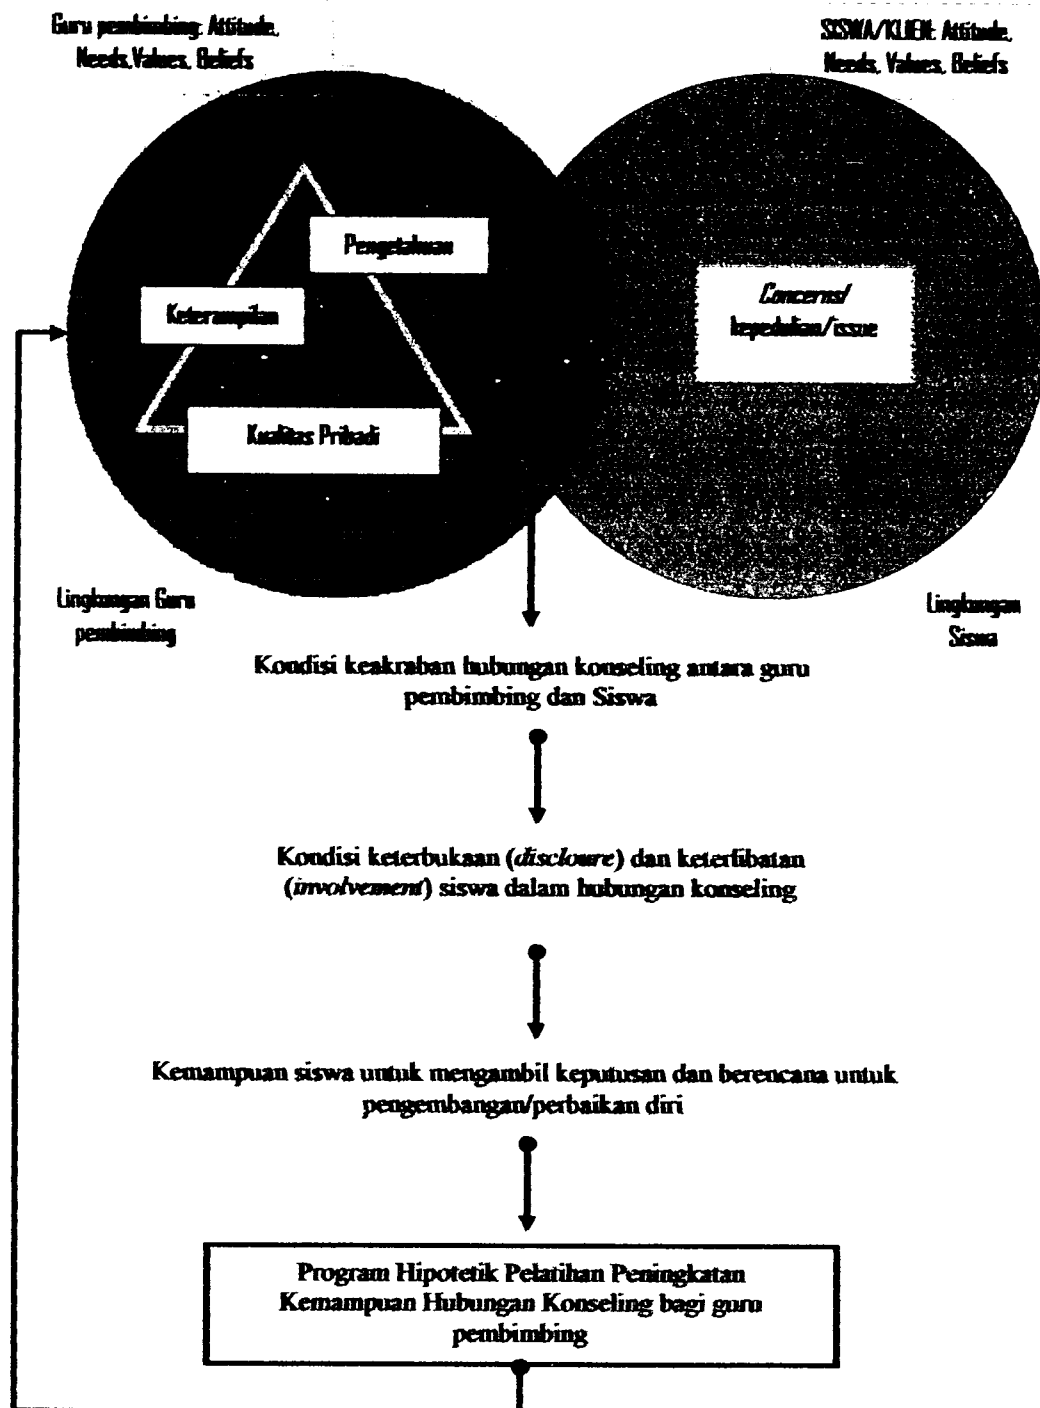 Guru pembimbing: Attitude,
Needs,Values, Beliefs
SISWA/KLIEN: Attitude,
Needs, Values, Beliefs
Pengetahuan
Keterampilan
Kualitas Pribadi
Concerns/
kepedulian/issue
Lingkungan Guru
pembimbing
Lingkungan
Siswa
Kondisi keakraban hubungan konseling antara guru
pembimbing dan Siswa
Kondisi keterbukaan (discloure) dan keterlibatan
(involvement) siswa dalam hubungan konseling
Kemampuan siswa untuk mengambil keputusan dan berencana untuk
pengembangan/perbaikan diri
Program Hipotetik Pelatihan Peningkatan
Kemampuan Hubungan Konseling bagi guru
pembimbing